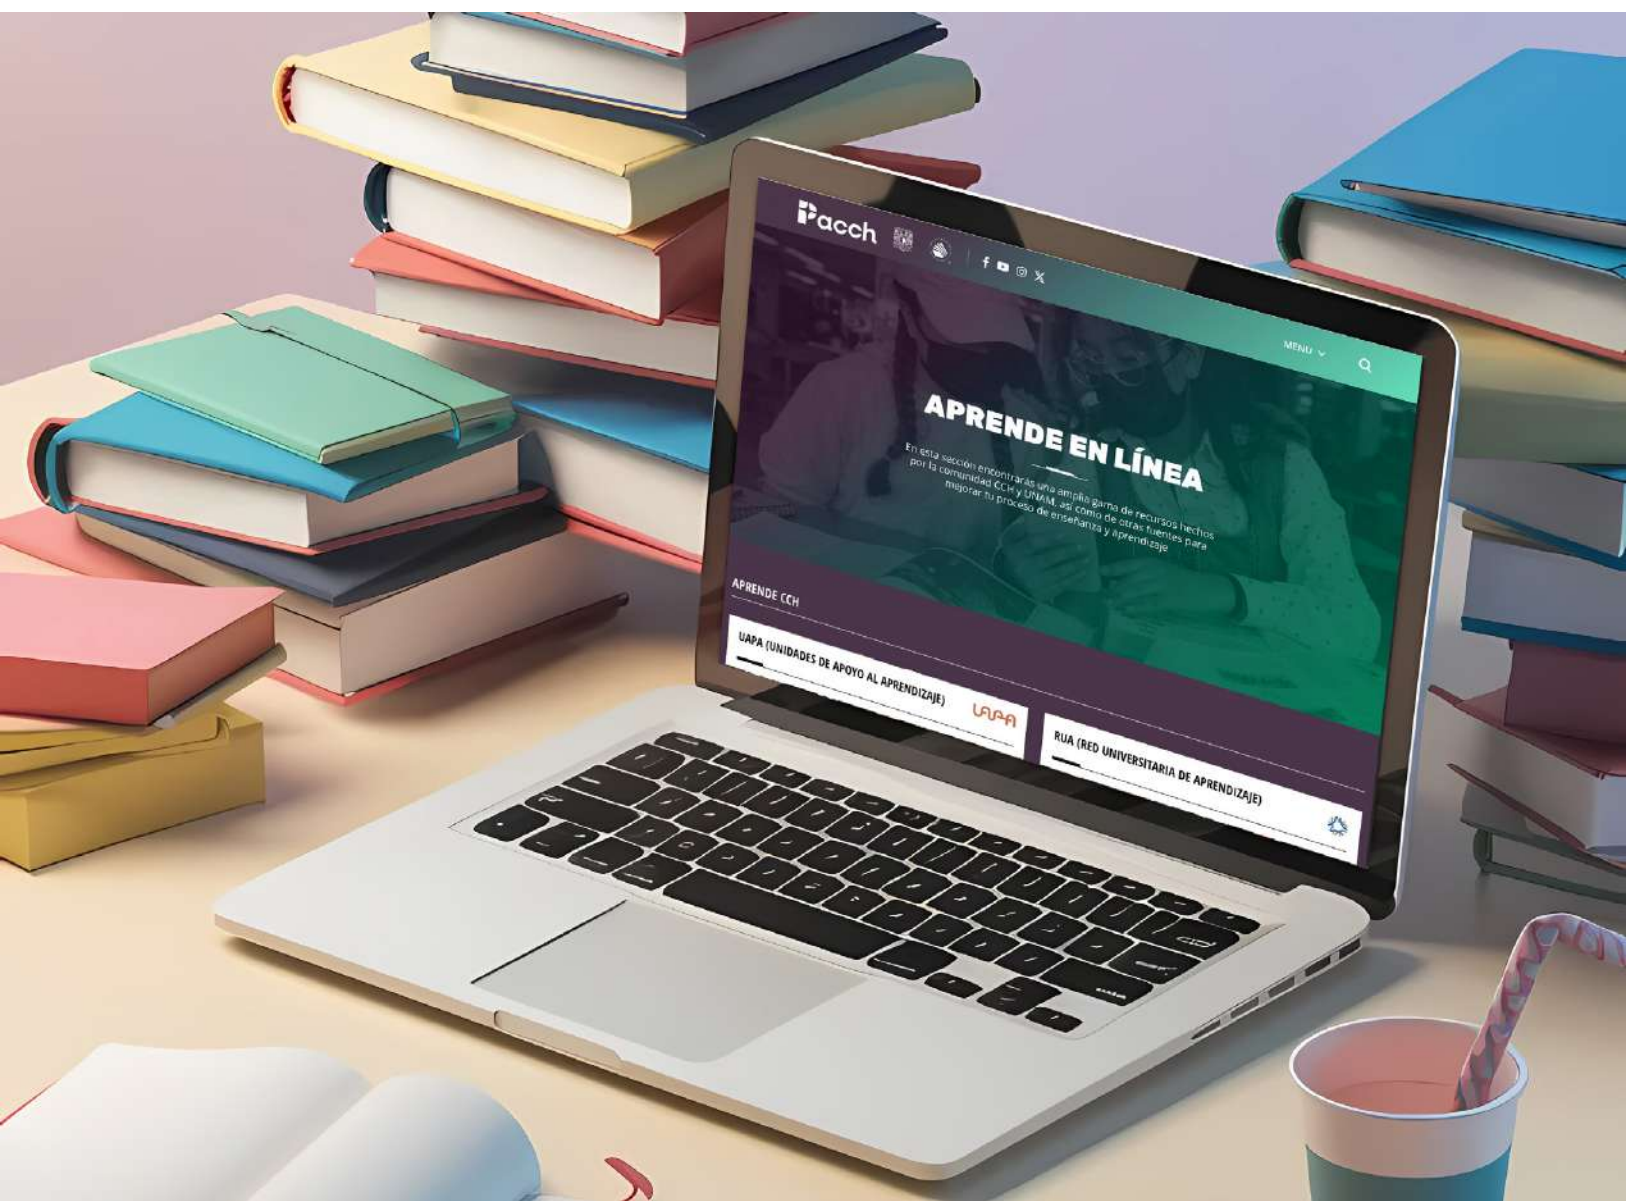 Pacch
MENU
APRENDE EN LÍNEA
En esta sección encontrarás una amplia gama de recursos hechos
por la comunidad CCH y UNAM, así como de otras fuentes para
mejorar tu proceso de enseñanza y aprendizaje
APRENDE CCH
UAPA (UNIDADES DE APOYO AL APRENDIZAJE)
UAPA
RUA (RED UNIVERSITARIA DE APRENDIZAJE)